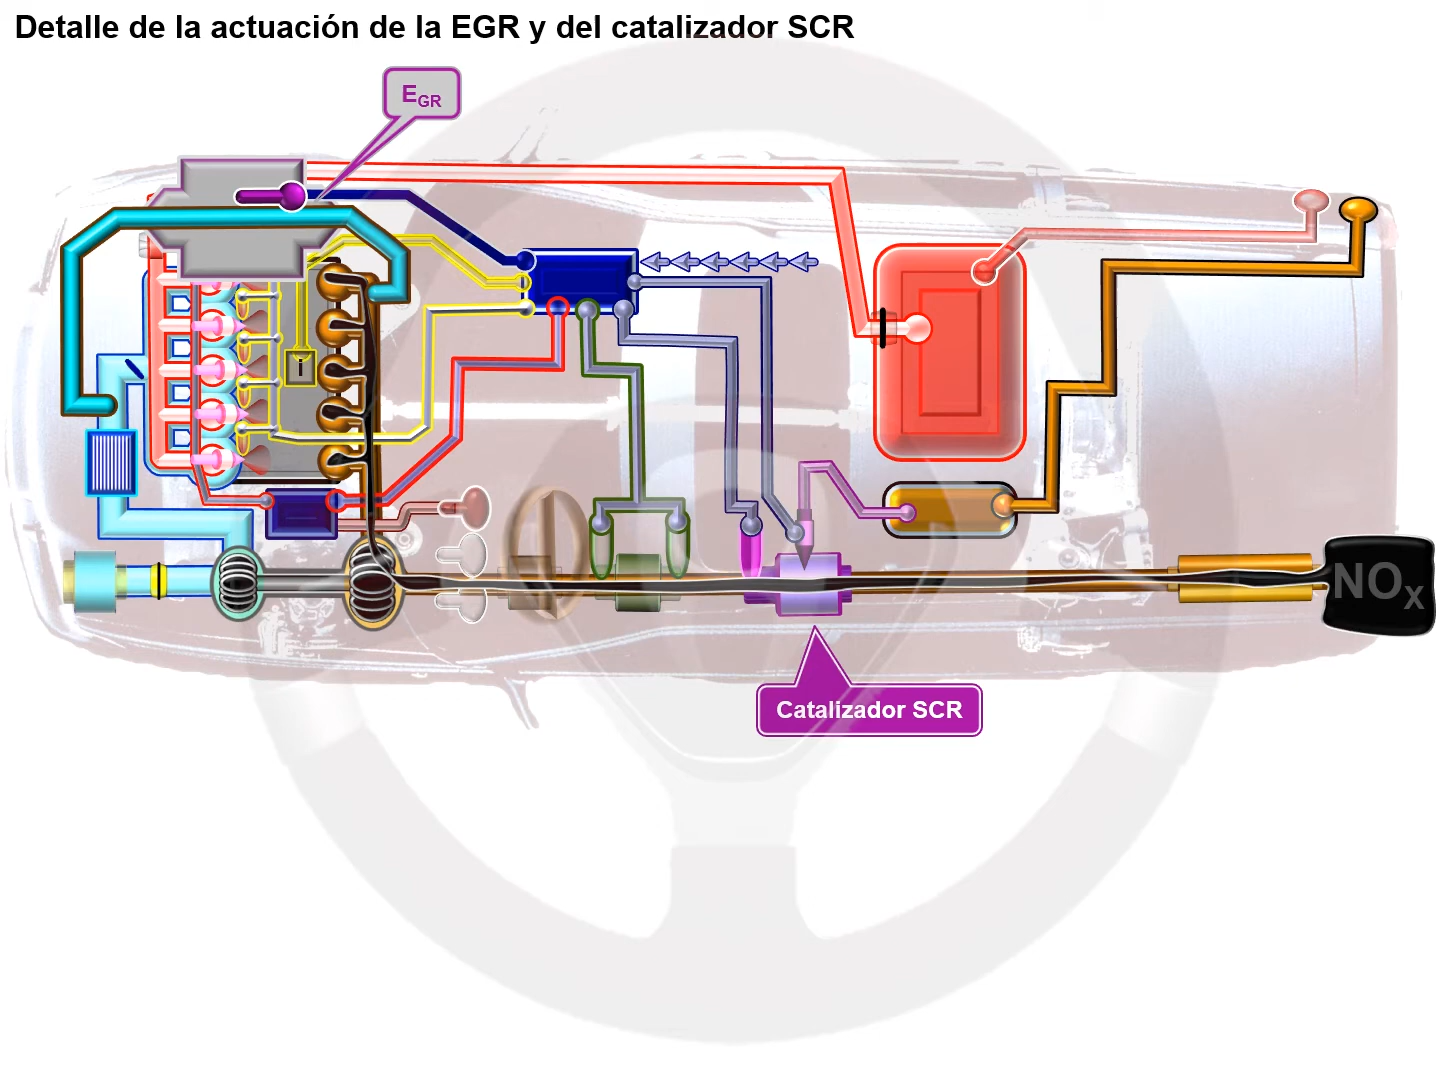 Detalle de la actuación de la EGR y del catalizador SCR
EGR
i
NOx
Catalizador SCR